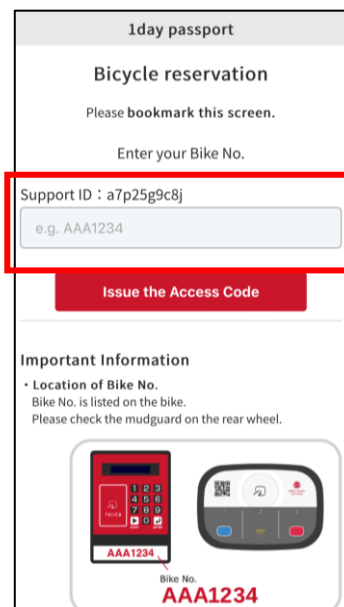 1day passport
Bicycle reservation
Please bookmark this screen.
Enter your Bike No.
Support ID：a7p25g9c8j
e.g. AAA1234
Issue the Access Code
Important Information
・Location of Bike No.
Bike No. is listed on the bike.
Please check the mudguard on the rear wheel.
1 2 3
4 5 6
7 8 9
0
AAA1234
Bike No.
AAA1234